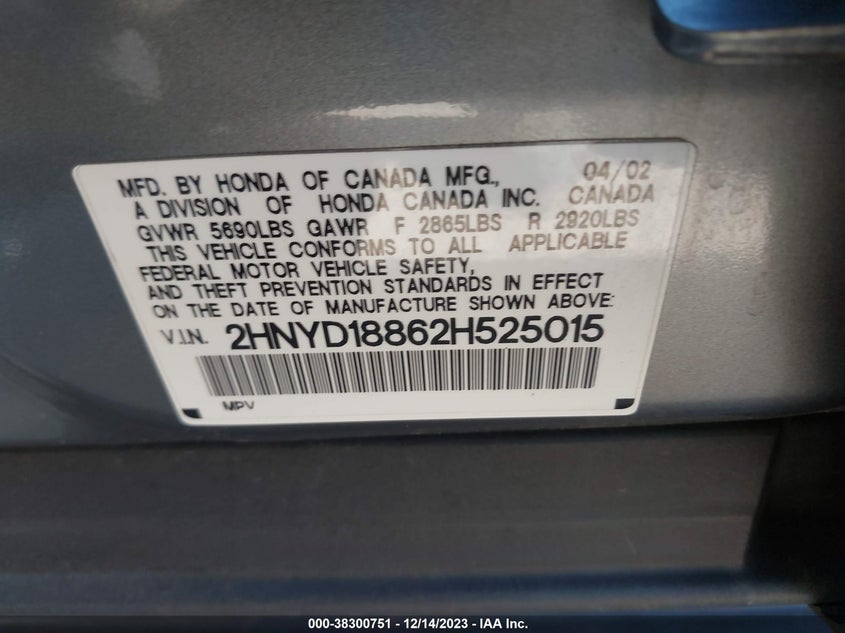 MFD. BY HONDA OF CANADA MFG., 04/02
A DIVISION OF HONDA CANADA INC. CANADA
GVWR 5690LBS GAWR F 2865LBS R 2920LBS
THIS VEHICLE CONFORMS TO ALL APPLICABLE
FEDERAL MOTOR VEHICLE SAFETY,
AND THEFT PREVENTION STANDARDS IN EFFECT
ON THE DATE OF MANUFACTURE SHOWN ABOVE:
V.I.N. 2HNYD18862H525015
MPV
000-38300751 - 12/14/2023 - IAA Inc.